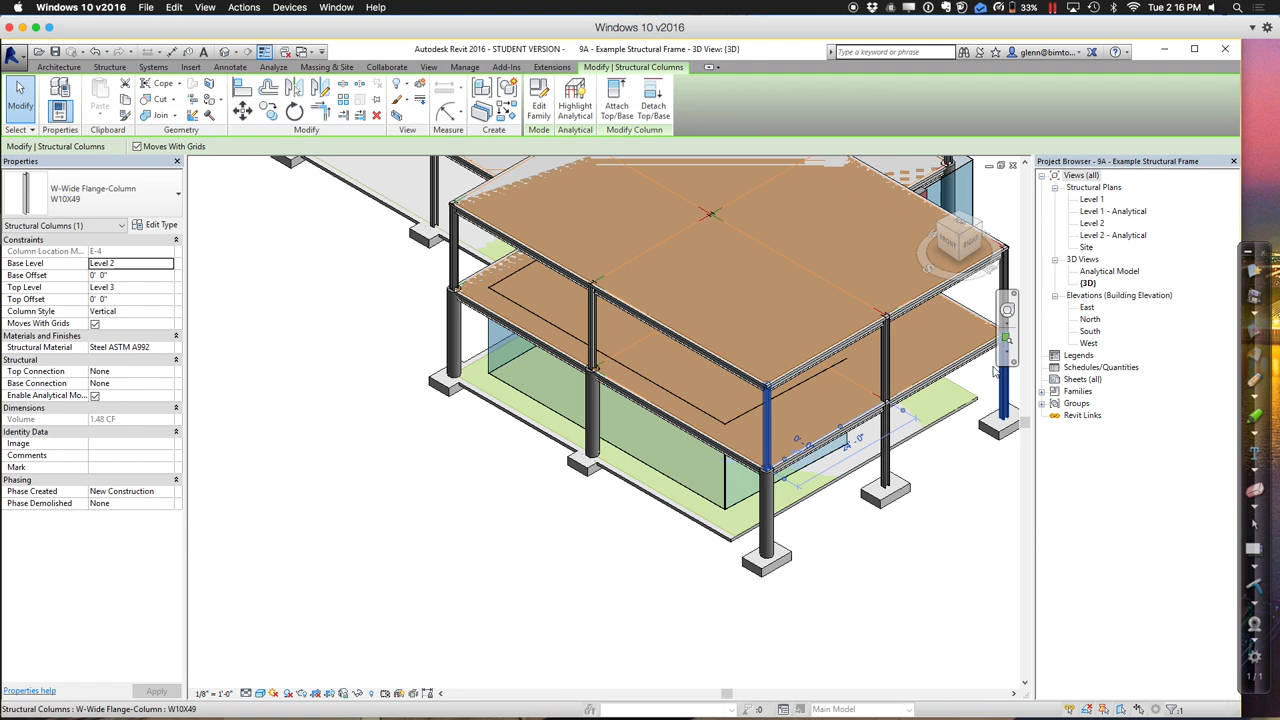 Finder File Edit View Actions Devices Window Help
33%
Tue 2:16 PM
Windows 10 v2016
Windows 10 v2016
Autodesk Revit 2016 - STUDENT VERSION - 9A - Example Structural Frame - 3D View: {3D}
Type a keyword or phrase
glenn@bimto...
Architecture Structure Systems Insert Annotate Analyze Massing & Site Collaborate View Manage Add-Ins Extensions Modify | Structural Columns
Modify
Properties
Paste
Cope
Cut
Join
Edit Family
Highlight Analytical
Attach Top/Base
Detach Top/Base
Select Properties Clipboard Geometry Modify View Measure Create Mode Analytical Modify Column
Modify | Structural Columns
Moves With Grids
Properties
W-Wide Flange-Column
W10X49
Structural Columns (1)
Edit Type
Constraints
Column Location M... E-4
Base Level Level 2
Base Offset 0' 0"
Top Level Level 3
Top Offset 0' 0"
Column Style Vertical
Moves With Grids
Materials and Finishes
Structural Material Steel ASTM A992
Structural
Top Connection None
Base Connection None
Enable Analytical Mo...
Dimensions
Volume 1.48 CF
Identity Data
Image
Comments
Mark
Phasing
Phase Created New Construction
Phase Demolished None
Properties help
Apply
FRONT
RIGHT
24' - 0"
1/8" = 1'-0"
Project Browser - 9A - Example Structural Frame
Views (all)
Structural Plans
Level 1
Level 1 - Analytical
Level 2
Level 2 - Analytical
Site
3D Views
Analytical Model
{3D}
Elevations (Building Elevation)
East
North
South
West
Legends
Schedules/Quantities
Sheets (all)
Families
Groups
Revit Links
1 / 1
Structural Columns : W-Wide Flange-Column : W10X49
:0
Main Model
:1